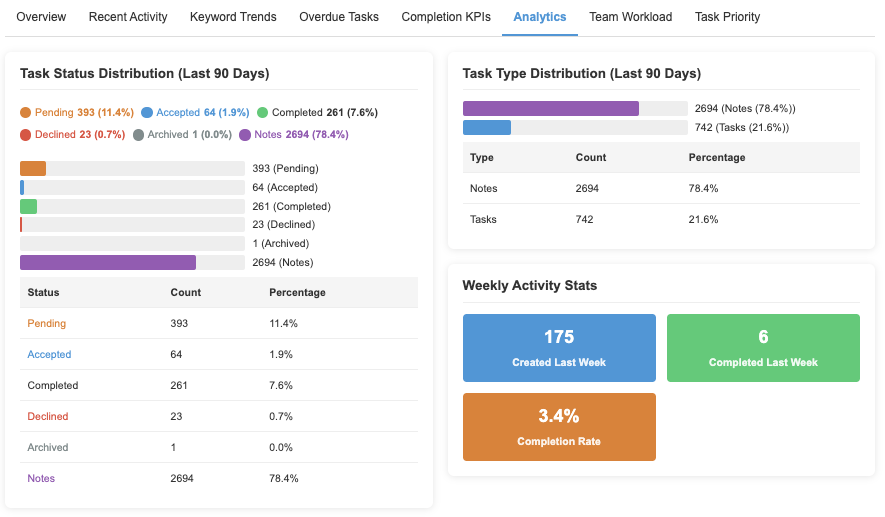 Overview Recent Activity Keyword Trends Overdue Tasks Completion KPIs Analytics Team Workload Task Priority
Task Status Distribution (Last 90 Days)
Pending 393 (11.4%) Accepted 64 (1.9%) Completed 261 (7.6%)
Declined 23 (0.7%) Archived 1 (0.0%) Notes 2694 (78.4%)
393 (Pending)
64 (Accepted)
261 (Completed)
23 (Declined)
1 (Archived)
2694 (Notes)
Status Count Percentage
Pending 393 11.4%
Accepted 64 1.9%
Completed 261 7.6%
Declined 23 0.7%
Archived 1 0.0%
Notes 2694 78.4%
Task Type Distribution (Last 90 Days)
2694 (Notes (78.4%))
742 (Tasks (21.6%))
Type Count Percentage
Notes 2694 78.4%
Tasks 742 21.6%
Weekly Activity Stats
175
Created Last Week
6
Completed Last Week
3.4%
Completion Rate